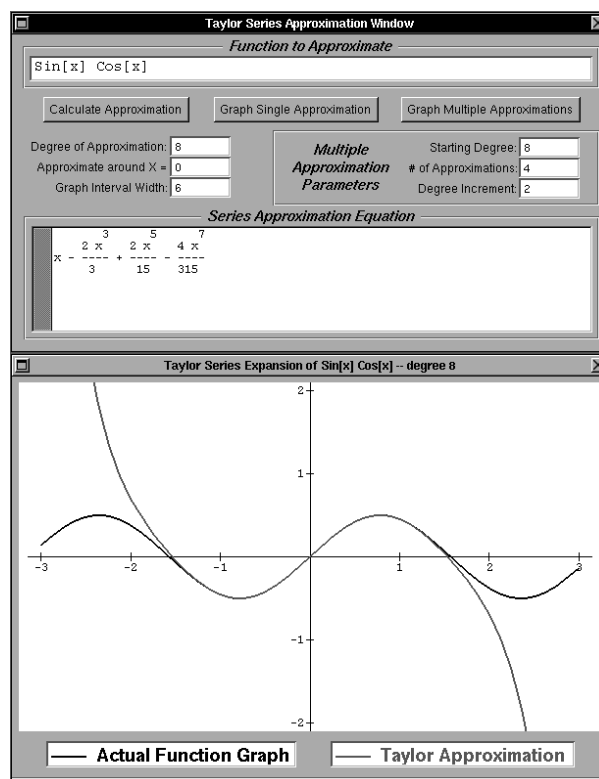 Taylor Series Approximation Window
Function to Approximate
Sin[x] Cos[x]
Calculate Approximation Graph Single Approximation Graph Multiple Approximations
Degree of Approximation: 8
Approximate around X = 0
Graph Interval Width: 6
Multiple
Approximation
Parameters
Starting Degree: 8
# of Approximations: 4
Degree Increment: 2
Series Approximation Equation
3 5 7
2 x 2 x 4 x
x - ---- + ---- - ----
3 15 315
Taylor Series Expansion of Sin[x] Cos[x] -- degree 8
2
1
-3 -2 -1 1 2 3
-1
-2
Actual Function Graph Taylor Approximation